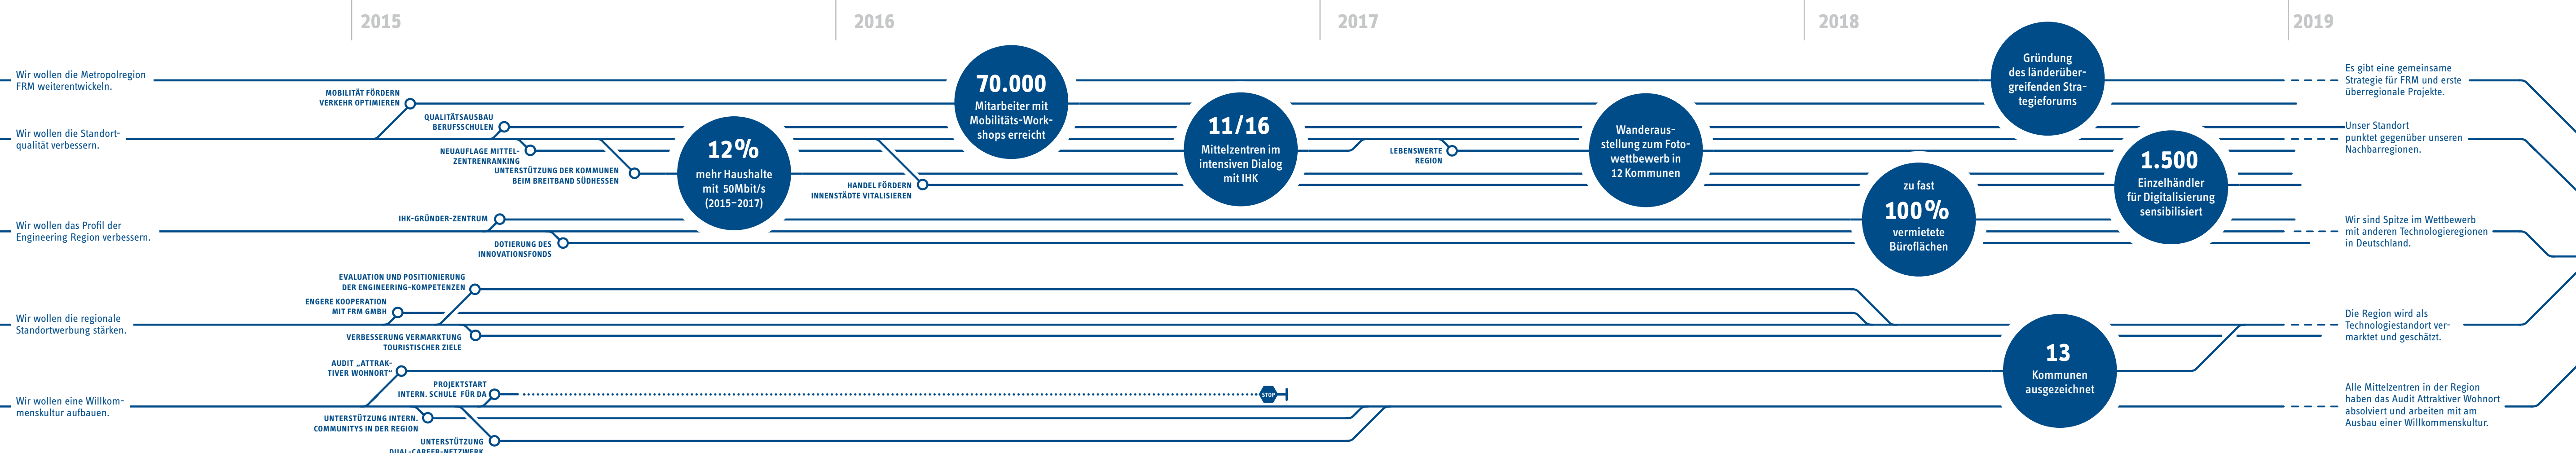 2015
2016
2017
2018
2019
Wir wollen die Metropolregion
FRM weiterentwickeln.
Wir wollen die Standort-
qualität verbessern.
Wir wollen das Profil der
Engineering Region verbessern.
Wir wollen die regionale
Standortwerbung stärken.
Wir wollen eine Willkom-
menskultur aufbauen.
MOBILITÄT FÖRDERN
VERKEHR OPTIMIEREN
QUALITÄTSAUSBAU
BERUFSSCHULEN
NEUAUFLAGE MITTEL-
ZENTRENRANKING
UNTERSTÜTZUNG DER KOMMUNEN
BEIM BREITBAND SÜDHESSEN
IHK-GRÜNDER-ZENTRUM
DOTIERUNG DES
INNOVATIONSFONDS
EVALUATION UND POSITIONIERUNG
DER ENGINEERING-KOMPETENZEN
ENGERE KOOPERATION
MIT FRM GMBH
VERBESSERUNG VERMARKTUNG
TOURISTISCHER ZIELE
AUDIT „ATTRAK-
TIVER WOHNORT“
PROJEKTSTART
INTERN. SCHULE FÜR DA
UNTERSTÜTZUNG INTERN.
COMMUNITYS IN DER REGION
UNTERSTÜTZUNG
DUAL-CAREER-NETZWERK
12%
mehr Haushalte
mit 50Mbit/s
(2015–2017)
HANDEL FÖRDERN
INNENSTÄDTE VITALISIEREN
70.000
Mitarbeiter mit
Mobilitäts-Work-
shops erreicht
11/16
Mittelzentren im
intensiven Dialog
mit IHK
STOP
LEBENSWERTE
REGION
Wanderaus-
stellung zum Foto-
wettbewerb in
12 Kommunen
zu fast
100%
vermietete
Büroflächen
Gründung
des länderüber-
greifenden Stra-
tegieforums
1.500
Einzelhändler
für Digitalisierung
sensibilisiert
13
Kommunen
ausgezeichnet
Es gibt eine gemeinsame
Strategie für FRM und erste
überregionale Projekte.
Unser Standort
punktet gegenüber unseren
Nachbarregionen.
Wir sind Spitze im Wettbewerb
mit anderen Technologieregionen
in Deutschland.
Die Region wird als
Technologiestandort ver-
marktet und geschätzt.
Alle Mittelzentren in der Region
haben das Audit Attraktiver Wohnort
absolviert und arbeiten mit am
Ausbau einer Willkommenskultur.